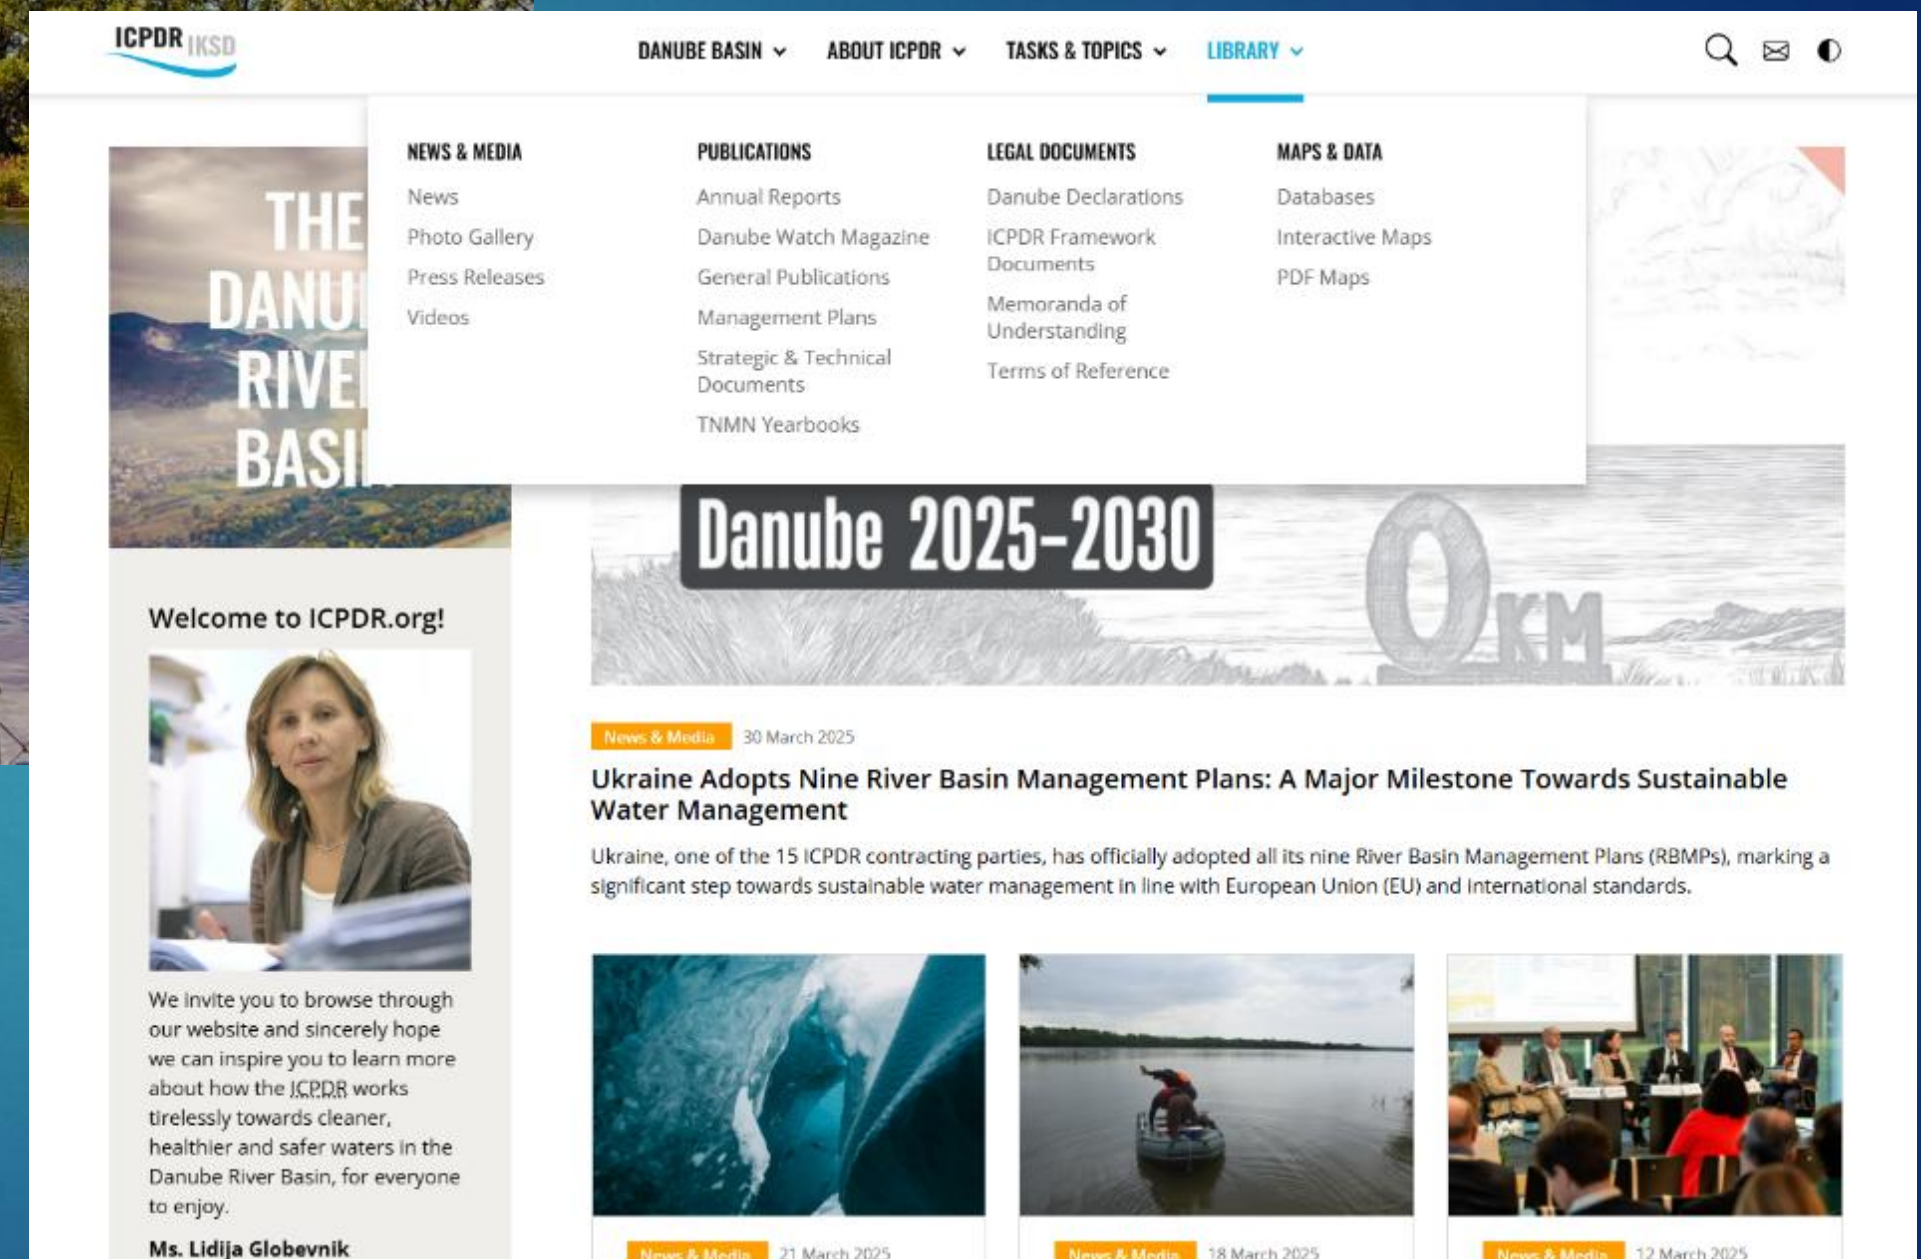 ICPDR IKSD
DANUBE BASIN
ABOUT ICPDR
TASKS & TOPICS
LIBRARY
NEWS & MEDIA
News
Photo Gallery
Press Releases
Videos
PUBLICATIONS
Annual Reports
Danube Watch Magazine
General Publications
Management Plans
Strategic & Technical
Documents
TNMN Yearbooks
LEGAL DOCUMENTS
Danube Declarations
ICPDR Framework
Documents
Memoranda of
Understanding
Terms of Reference
MAPS & DATA
Databases
Interactive Maps
PDF Maps
THE
DANU
RIVE
BASI
Welcome to ICPDR.org!
We invite you to browse through
our website and sincerely hope
we can inspire you to learn more
about how the ICPDR works
tirelessly towards cleaner,
healthier and safer waters in the
Danube River Basin, for everyone
to enjoy.
Ms. Lidija Globevnik
Danube 2025-2030
0 KM
News & Media 30 March 2025
Ukraine Adopts Nine River Basin Management Plans: A Major Milestone Towards Sustainable
Water Management
Ukraine, one of the 15 ICPDR contracting parties, has officially adopted all its nine River Basin Management Plans (RBMPs), marking a
significant step towards sustainable water management in line with European Union (EU) and international standards.
News & Media 21 March 2025
News & Media 18 March 2025
News & Media 12 March 2025